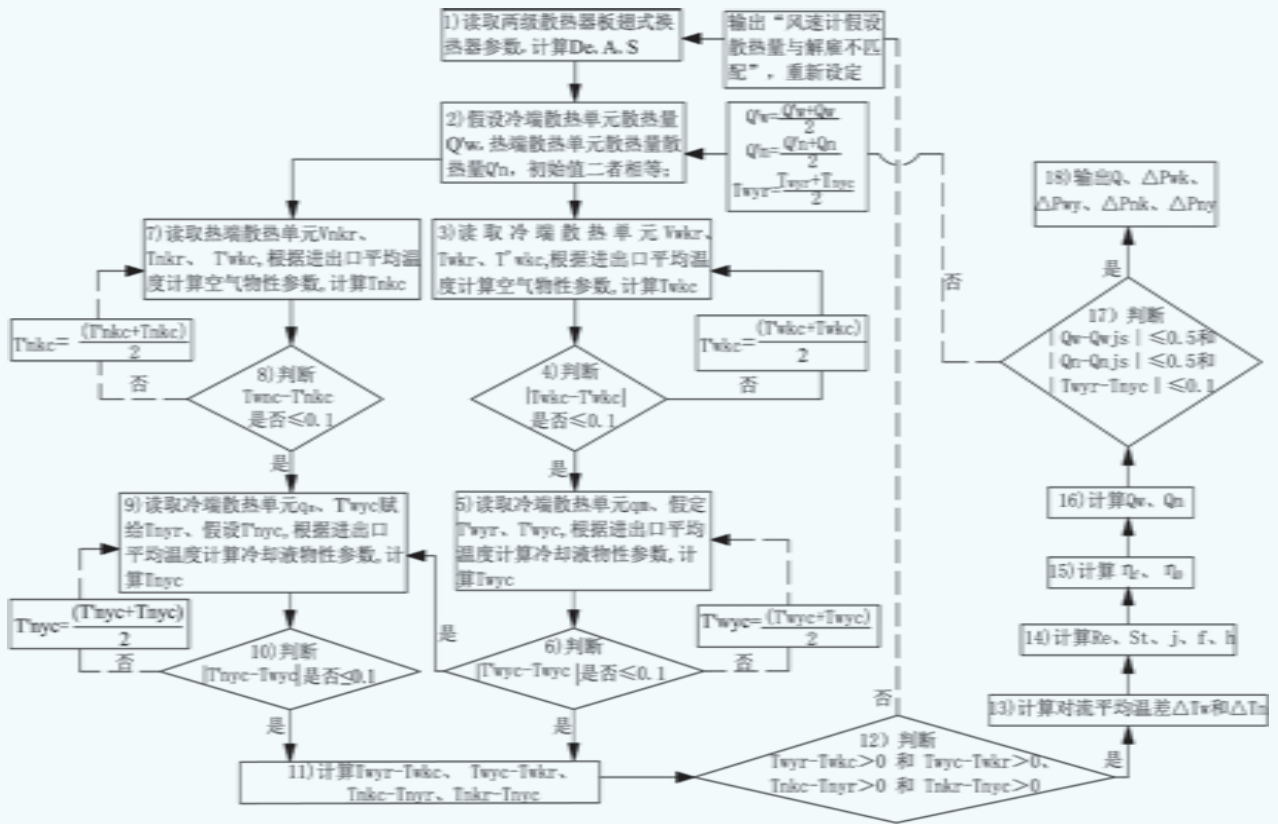 1)读取两级散热器板翅式换
热器参数,计算De、A、S
输出“风速计假设
散热量与解雇不匹
配”,重新设定
2)假设冷端散热单元散热量
Q'w,热端散热单元散热量散
热量Q'n,初始值二者相等;
Q'w=(Q'w+Qw)/2
Q'n=(Q'n+Qn)/2
Twyr=(Twyr+Tnyc)/2
7)读取热端散热单元Vnkr、
Tnkr、 T'wkc,根据进出口平均温
度计算空气物性参数,计算Tnkc
3)读取冷端散热单元Vwkr、
Twkr、T'wkc,根据进出口平均温
度计算空气物性参数,计算Twkc
T'nkc=(T'nkc+Tnkc)/2
否
8)判断
Twnc-T'nkc
是否≤0.1
是
T'wkc=(T'wkc+Twkc)/2
否
4)判断
|Twkc-T'wkc|
是否≤0.1
是
9)读取冷端散热单元qn、T'wyc赋
给Tnyr、假设T'nyc,根据进出口
平均温度计算冷却液物性参数,计
算Tnyc
5)读取冷端散热单元qm、假定
T'wyr、T'wyc,根据进出口平均
温度计算冷却液物性参数,计
算Twyc
T'nyc=(T'nyc+Tnyc)/2
否
10)判断
|T'nyc-Twyc|是否≤0.1
是
T'wyc=(T'wyc+Twyc)/2
否
6)判断
|T'wyc-Twyc|是否≤0.1
是
是
11)计算Twyr-Twkc、 Twyc-Twkr、
Tnkc-Tnyr、Tnkr-Tnyc
12) 判断
Twyr-Twkc>0 和 Twyc-Twkr>0、
Tnkc-Tnyr>0 和 Tnkr-Tnyc>0
否
是
13)计算对流平均温差△Tw和△Tn
14)计算Re、St、j、f、h
15)计算 ηf、 η0
16)计算Qw、Qn
17) 判断
|Qw-Qwjs|≤0.5和
|Qn-Qnjs|≤0.5和
|Twyr-Tnyc|≤0.1
否
是
18)输出Q、△Pwk、
△Pwy、△Pnk、△Pny